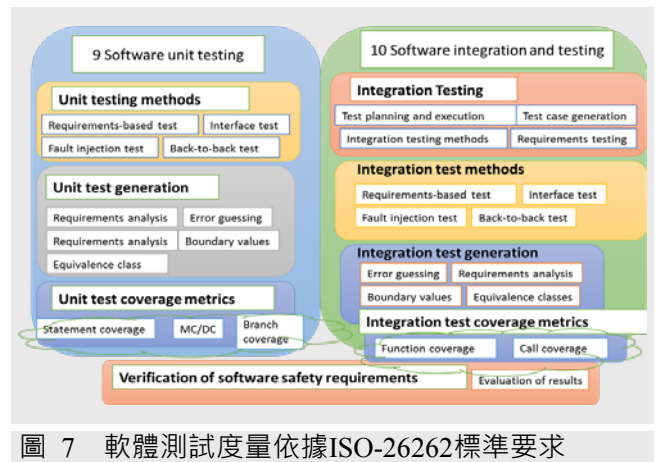 9 Software unit testing
Unit testing methods
Requirements-based test
Interface test
Fault injection test
Back-to-back test
Unit test generation
Requirements analysis
Error guessing
Requirements analysis
Boundary values
Equivalence class
Unit test coverage metrics
Statement coverage
MC/DC
Branch
coverage
10 Software integration and testing
Integration Testing
Test planning and execution
Test case generation
Integration testing methods
Requirements testing
Integration test methods
Requirements-based test
Interface test
Fault injection test
Back-to-back test
Integration test generation
Error guessing
Requirements analysis
Boundary values
Equivalence classes
Integration test coverage metrics
Function coverage
Call coverage
Verification of software safety requirements
Evaluation of results
圖 7 軟體測試度量依據ISO-26262標準要求